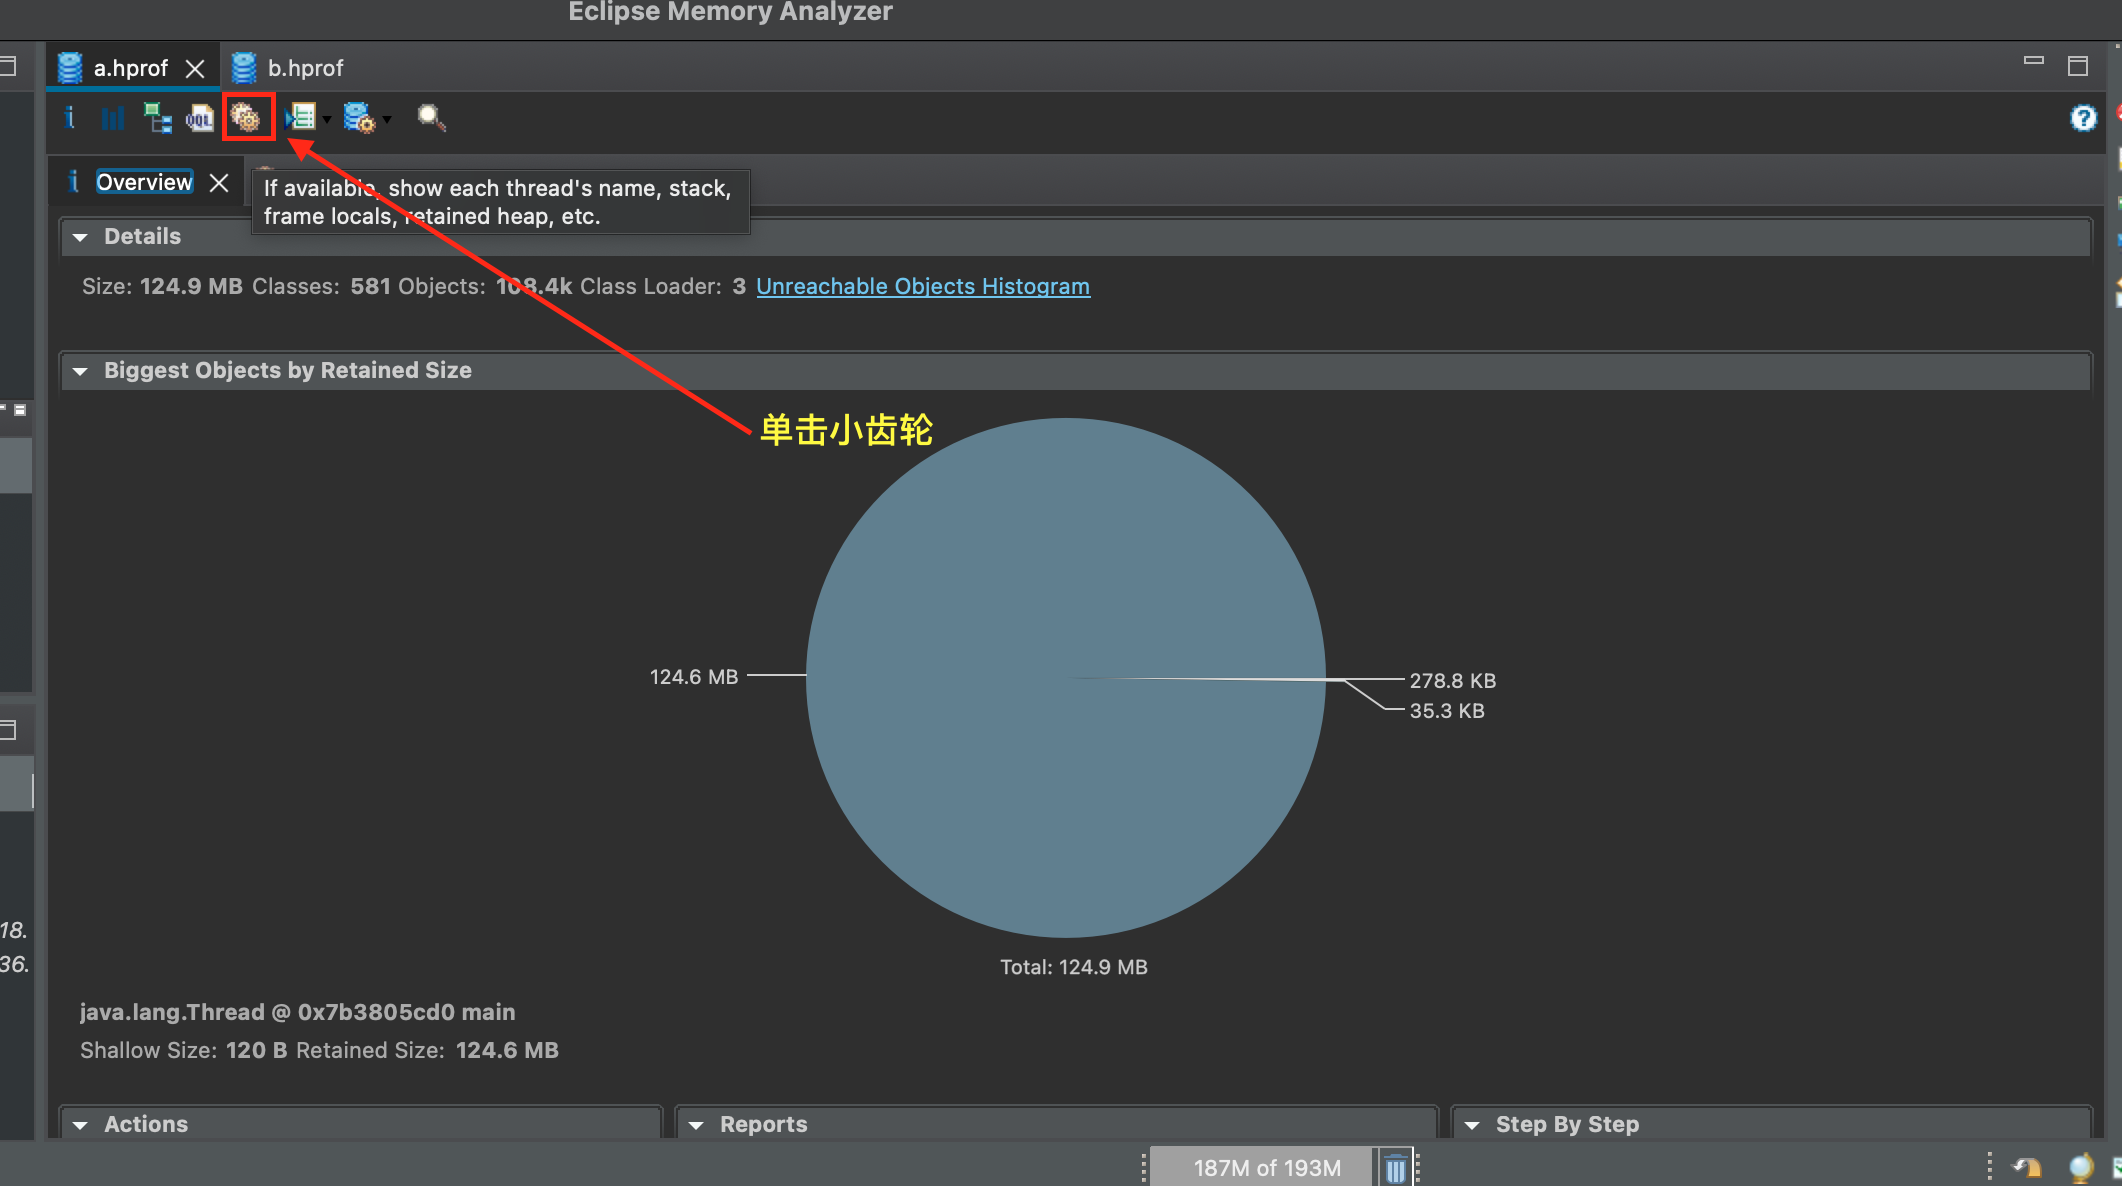 Eclipse Memory Analyzer
a.hprof
b.hprof
i
OQL
?
i Overview
If available, show each thread's name, stack,
frame locals, retained heap, etc.
Details
Size: 124.9 MB Classes: 581 Objects: 108.4k Class Loader: 3 Unreachable Objects Histogram
Biggest Objects by Retained Size
单击小齿轮
124.6 MB
278.8 KB
35.3 KB
Total: 124.9 MB
18.
36.
java.lang.Thread @ 0x7b3805cd0 main
Shallow Size: 120 B Retained Size: 124.6 MB
Actions
Reports
Step By Step
187M of 193M